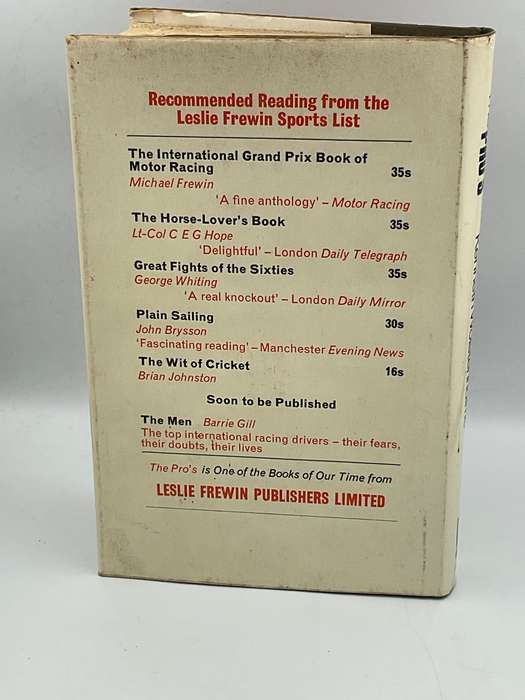 Recommended Reading from the
Leslie Frewin Sports List
The International Grand Prix Book of
Motor Racing 35s
Michael Frewin
'A fine anthology' – Motor Racing
The Horse-Lover's Book 35s
Lt-Col C E G Hope
'Delightful' – London Daily Telegraph
Great Fights of the Sixties 35s
George Whiting
'A real knockout' – London Daily Mirror
Plain Sailing 30s
John Brysson
'Fascinating reading' – Manchester Evening News
The Wit of Cricket 16s
Brian Johnston
Soon to be Published
The Men Barrie Gill
The top international racing drivers – their fears,
their doubts, their lives
The Pro's is One of the Books of Our Time from
LESLIE FREWIN PUBLISHERS LIMITED